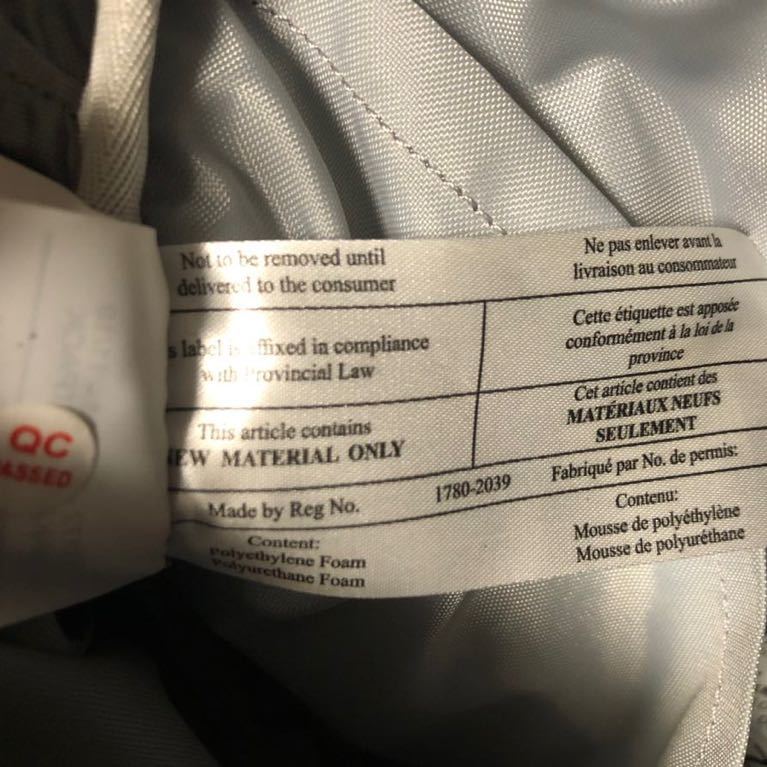 Not to be removed until
delivered to the consumer
Ne pas enlever avant la
livraison au consommateur
s label is affixed in compliance
with Provincial Law
Cette étiquette est apposée
conformément à la loi de la
province
This article contains
NEW MATERIAL ONLY
Cet article contient des
MATÉRIAUX NEUFS
SEULEMENT
Made by Reg No.
1780-2039
Fabriqué par No. de permis:
Content:
Polyethylene Foam
Polyurethane Foam
Contenu:
Mousse de polyéthylène
Mousse de polyuréthane
QC
PASSED